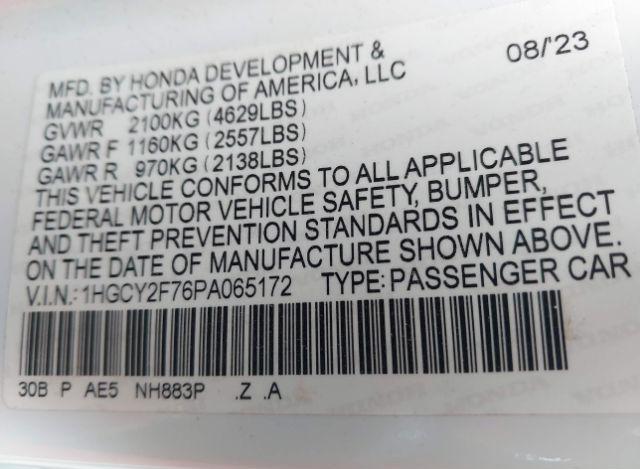 08/'23
MFD. BY HONDA DEVELOPMENT &
MANUFACTURING OF AMERICA, LLC
GVWR 2100KG (4629LBS)
GAWR F 1160KG (2557LBS)
GAWR R 970KG (2138LBS)
THIS VEHICLE CONFORMS TO ALL APPLICABLE
FEDERAL MOTOR VEHICLE SAFETY, BUMPER,
AND THEFT PREVENTION STANDARDS IN EFFECT
ON THE DATE OF MANUFACTURE SHOWN ABOVE.
V.I.N.: 1HGCY2F76PA065172 TYPE: PASSENGER CAR
30B P AE5 NH883P .Z .A